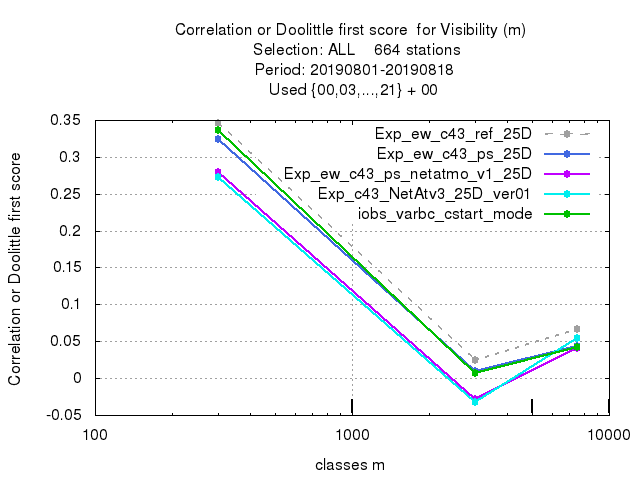 Correlation or Doolittle first score  for Visibility (m)
Selection: ALL    664 stations
Period: 20190801-20190818
Used {00,03,...,21} + 00
Correlation or Doolittle first score
0.35
0.3
0.25
0.2
0.15
0.1
0.05
0
-0.05
Exp_ew_c43_ref_25D
Exp_ew_c43_ps_25D
Exp_ew_c43_ps_netatmo_v1_25D
Exp_c43_NetAtv3_25D_ver01
iobs_varbc_cstart_mode
100 1000 10000
classes m